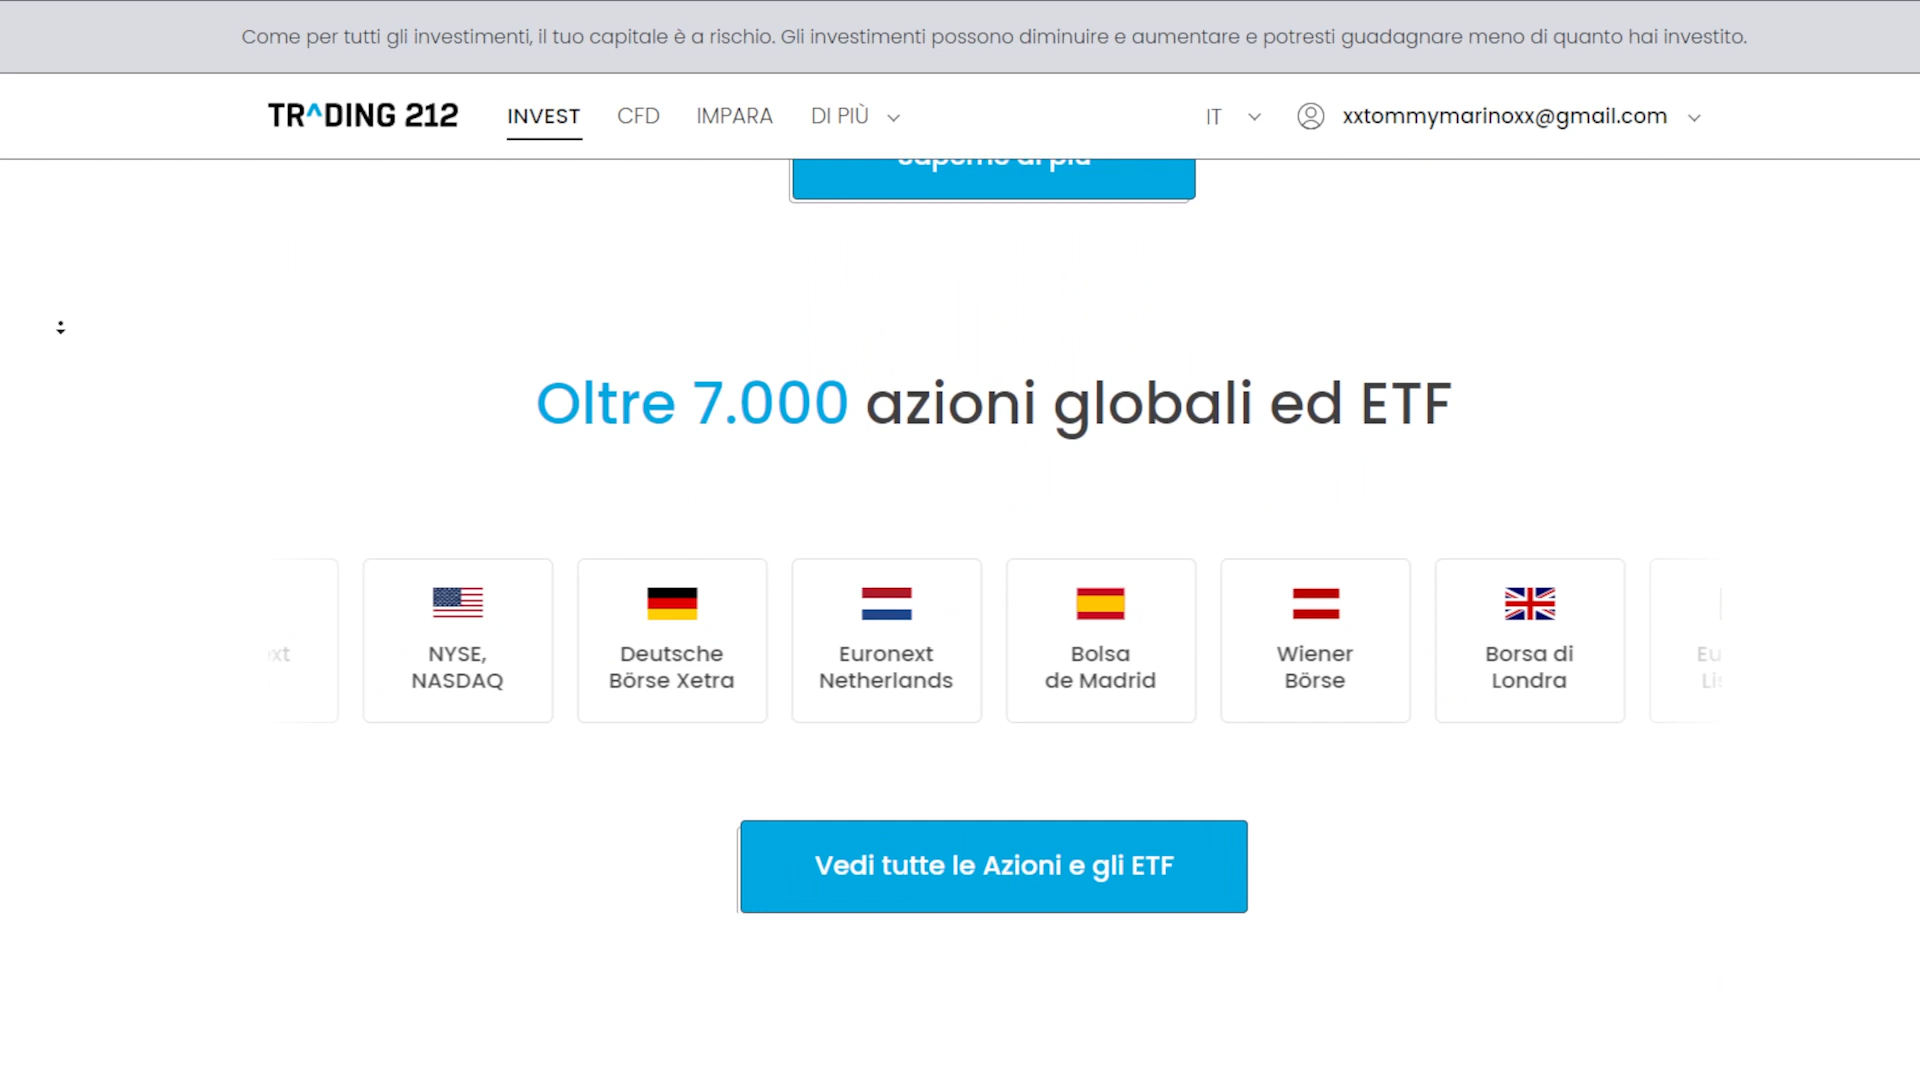 Come per tutti gli investimenti, il tuo capitale è a rischio. Gli investimenti possono diminuire e aumentare e potresti guadagnare meno di quanto hai investito.
TR^DING 212 INVEST CFD IMPARA DI PIÙ IT xxtommymarinoxx@gmail.com
Saperne di più
Oltre 7.000 azioni globali ed ETF
NYSE,
NASDAQ
Deutsche
Börse Xetra
Euronext
Netherlands
Bolsa
de Madrid
Wiener
Börse
Borsa di
Londra
Vedi tutte le Azioni e gli ETF